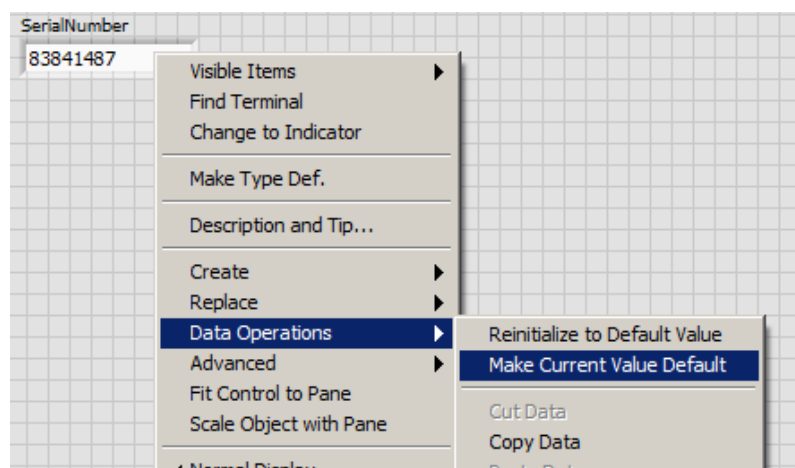 SerialNumber
83841487
Visible Items
Find Terminal
Change to Indicator
Make Type Def.
Description and Tip...
Create
Replace
Data Operations
Advanced
Fit Control to Pane
Scale Object with Pane
Normal Display
Reinitialize to Default Value
Make Current Value Default
Cut Data
Copy Data